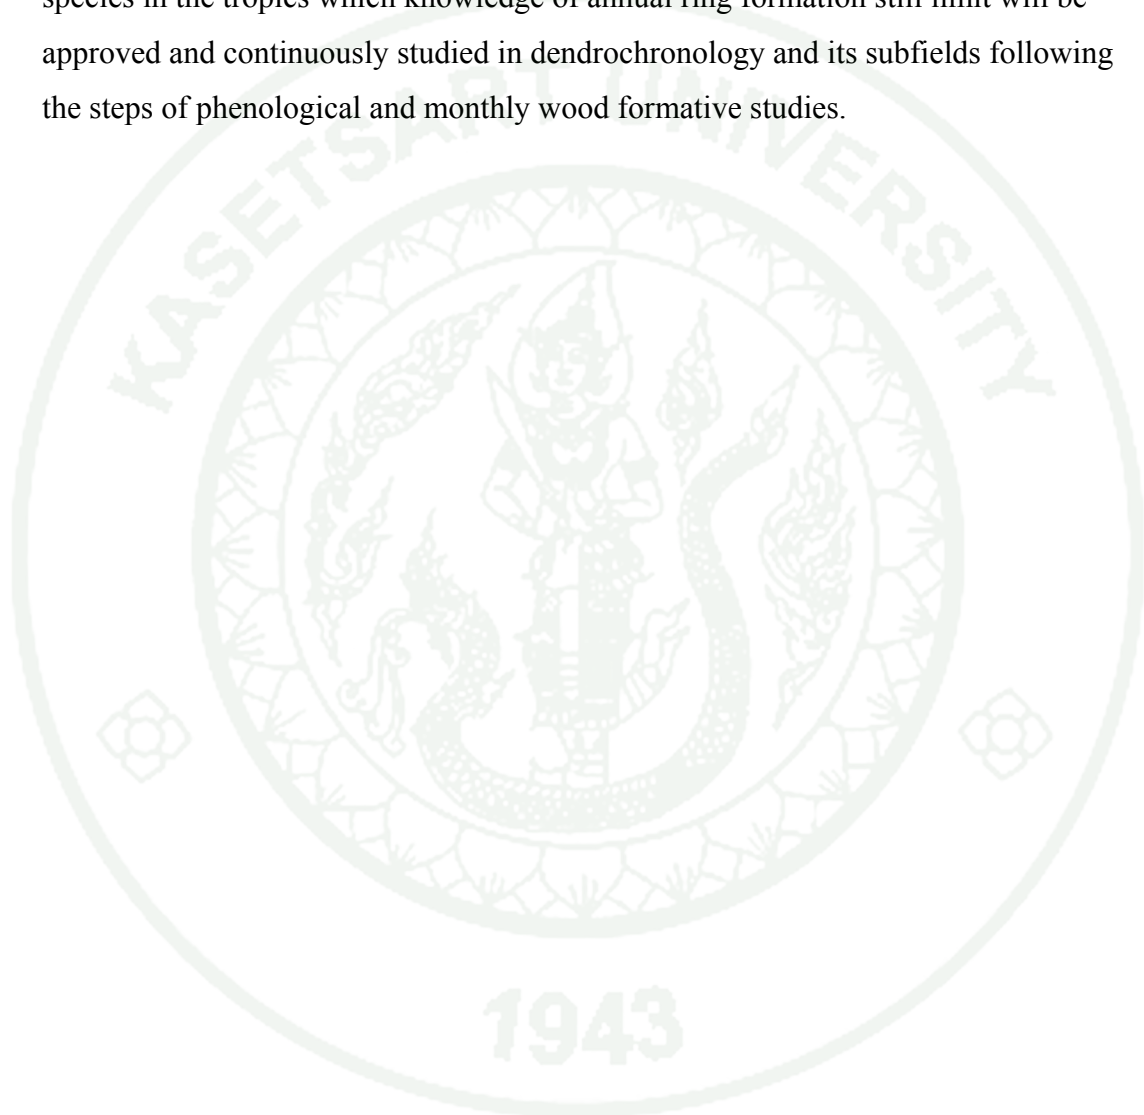 species in the tropics which knowledge of annual ring formation still limit will be
approved and continuously studied in dendrochronology and its subfields following
the steps of phenological and monthly wood formative studies.
KASETSART UNIVERSITY
1943